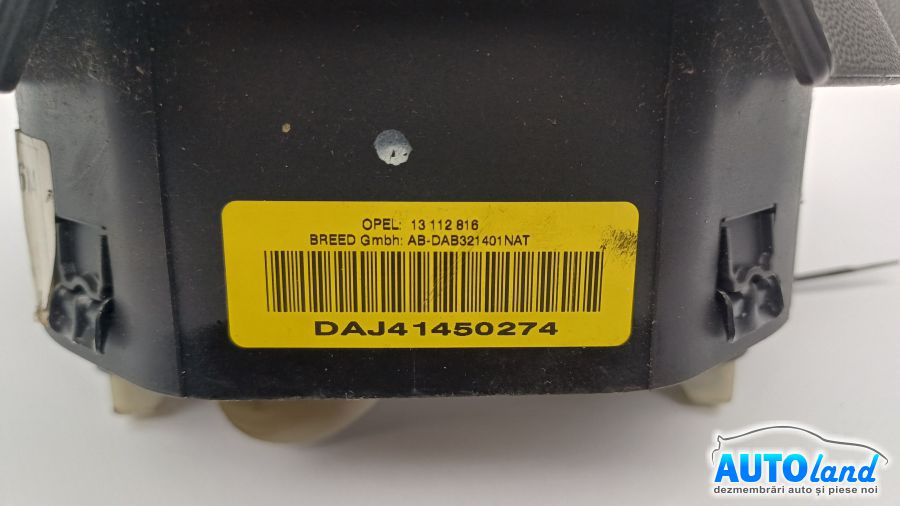 OPEL: 13 112 816
BREED Gmbh: AB-DAB321401NAT
DAJ41450274
AUTOland
dezmembrări auto și piese noi